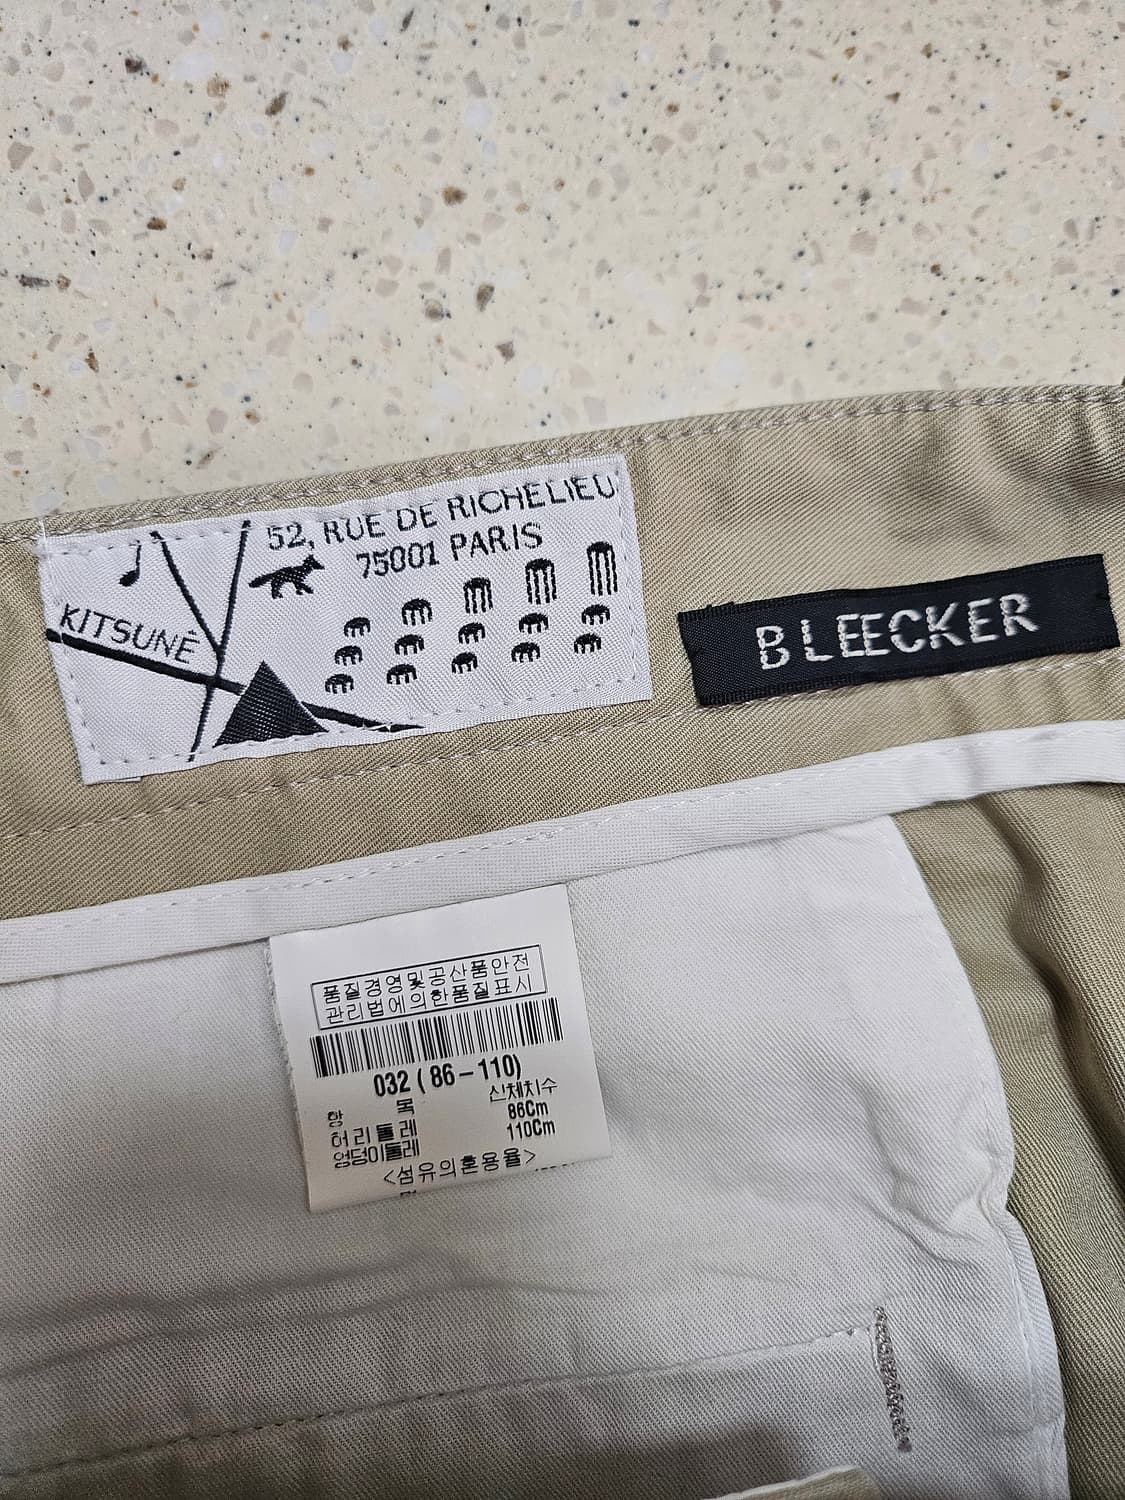 52, RUE DE RICHELIEU
75001 PARIS
KITSUNÉ
BLEECKER
품질경영및공산품안전
관리법에의한품질표시
032 ( 86 – 110)
항 목 신체치수
허리둘레 86Cm
엉덩이둘레 110Cm
<섬유의혼용율>